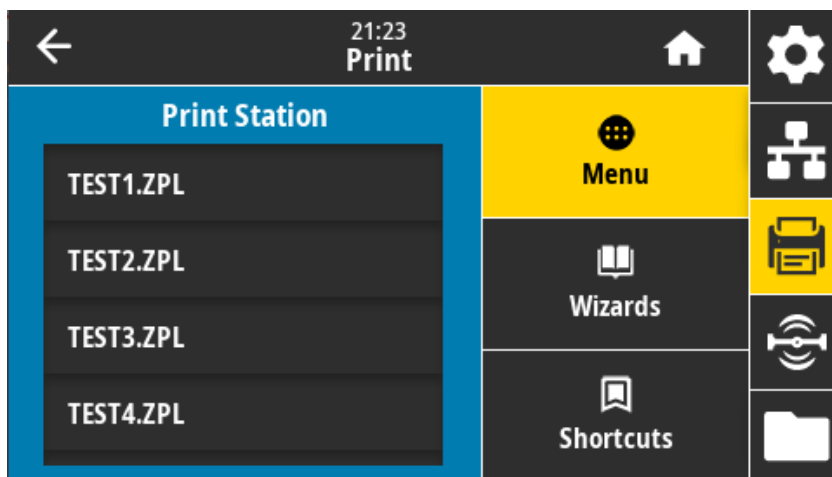 21:23
Print
Print Station
TEST1.ZPL
TEST2.ZPL
TEST3.ZPL
TEST4.ZPL
Menu
Wizards
Shortcuts